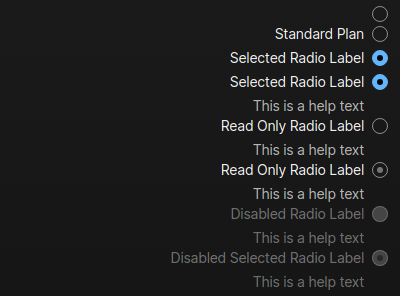 Standard Plan
Selected Radio Label
Selected Radio Label
This is a help text
Read Only Radio Label
This is a help text
Read Only Radio Label
This is a help text
Disabled Radio Label
This is a help text
Disabled Selected Radio Label
This is a help text